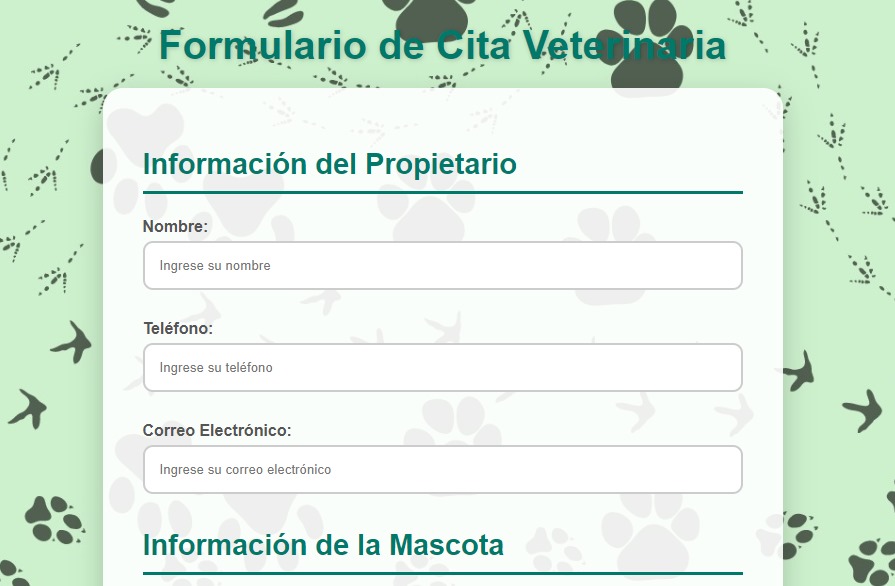 Formulario de Cita Veterinaria
Información del Propietario
Nombre:
Ingrese su nombre
Teléfono:
Ingrese su teléfono
Correo Electrónico:
Ingrese su correo electrónico
Información de la Mascota